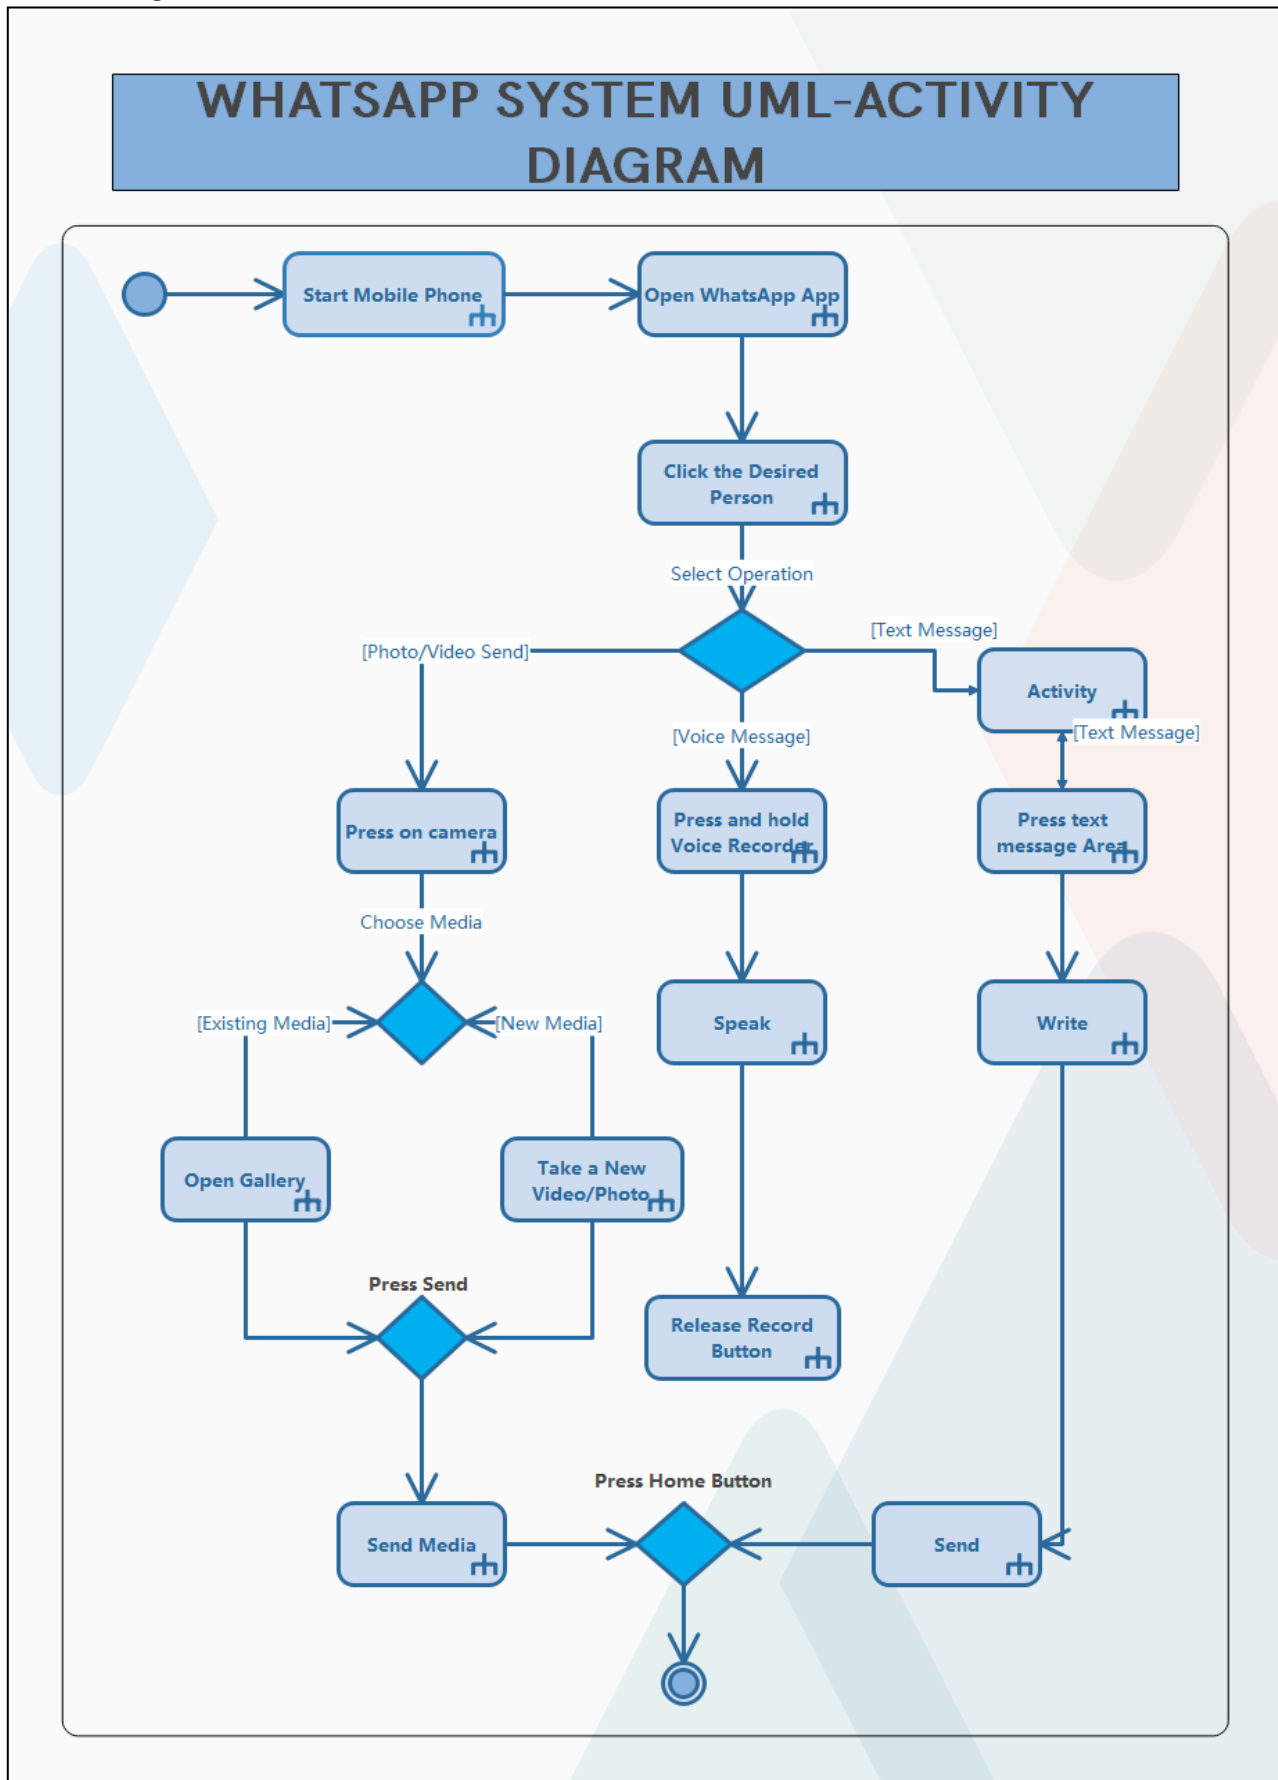 WHATSAPP SYSTEM UML-ACTIVITY
DIAGRAM
Start Mobile Phone
Open WhatsApp App
Click the Desired
Person
Select Operation
[Text Message]
[Photo/Video Send]
Activity
[Text Message]
[Voice Message]
Press on camera
Press and hold
Voice Recorder
Press text
message Area
Choose Media
[Existing Media]
[New Media]
Speak
Write
Open Gallery
Take a New
Video/Photo
Press Send
Release Record
Button
Press Home Button
Send Media
Send